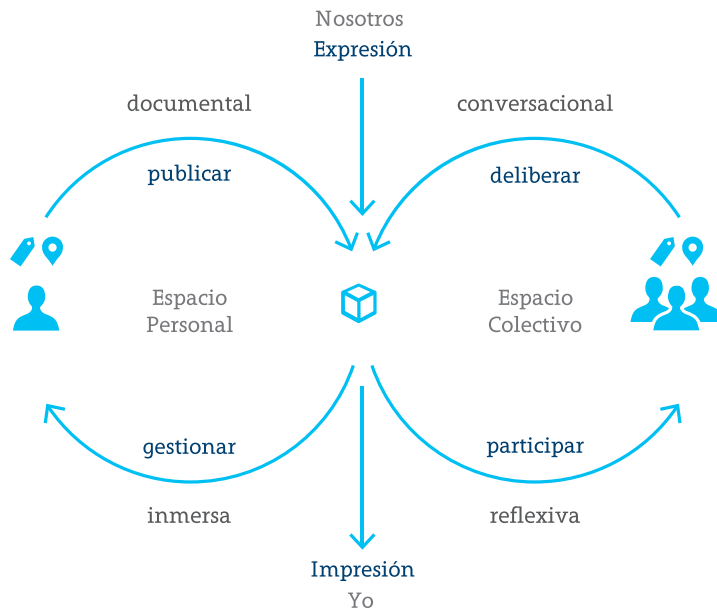 Nosotros
Expresión
documental
conversacional
publicar
deliberar
Espacio
Personal
Espacio
Colectivo
gestionar
participar
inmersa
reflexiva
Impresión
Yo